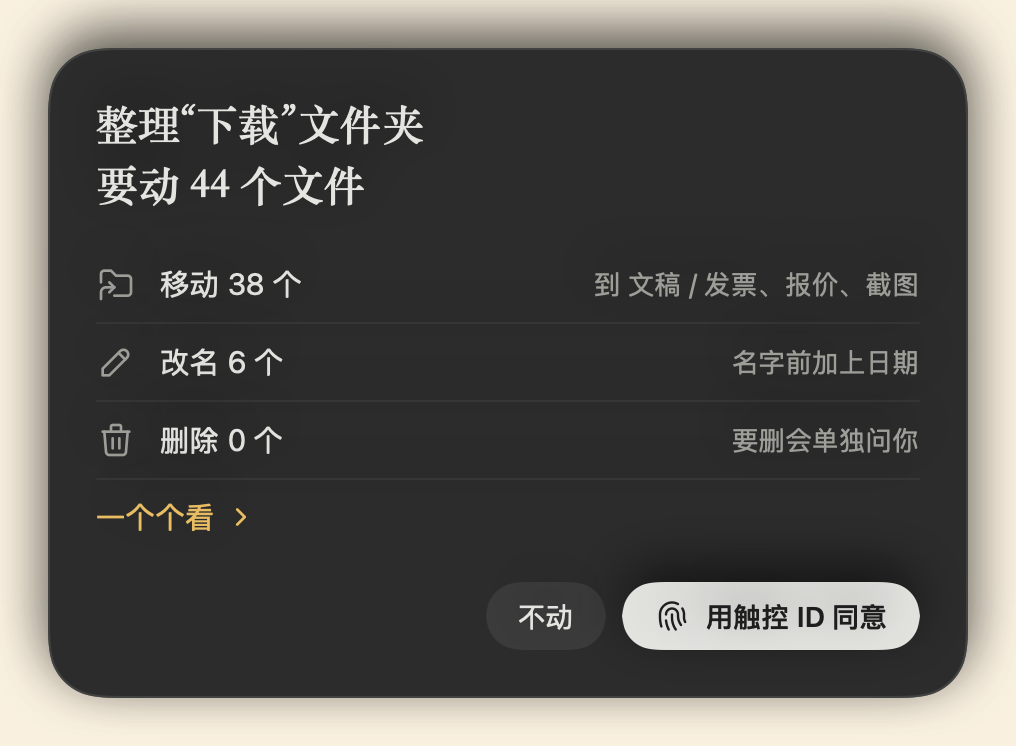 整理“下载”文件夹
要动 44 个文件
移动 38 个
到 文稿 / 发票、报价、截图
改名 6 个
名字前加上日期
删除 0 个
要删会单独问你
一个个看
不动
用触控 ID 同意